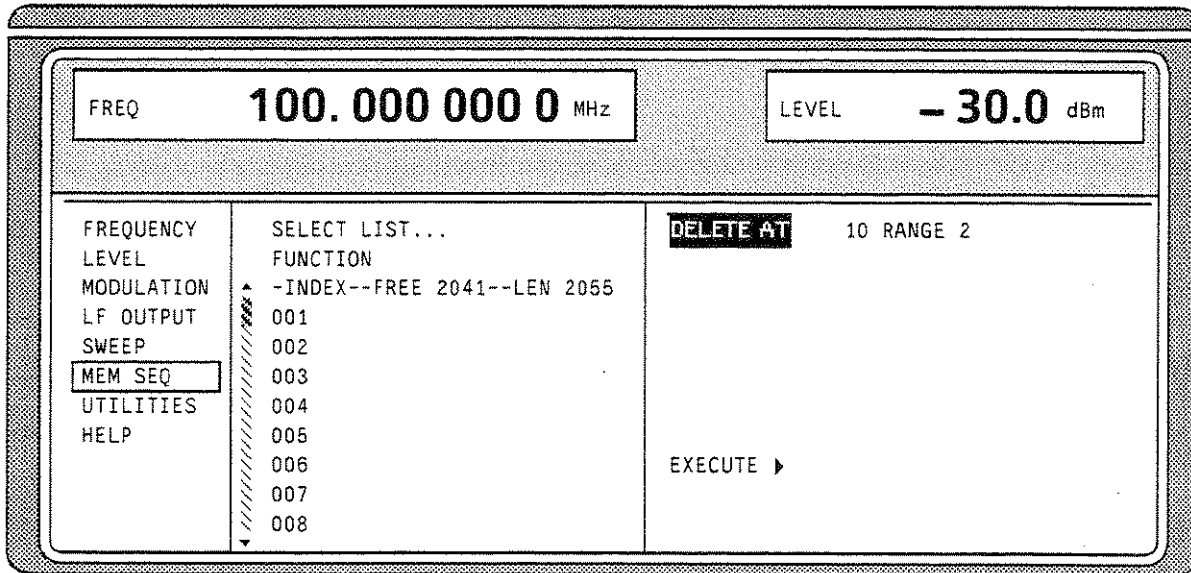 FREQ 100. 000 000 0 MHz LEVEL – 30.0 dBm
FREQUENCY
LEVEL
MODULATION
LF OUTPUT
SWEEP
MEM SEQ
UTILITIES
HELP
SELECT LIST...
FUNCTION
-INDEX--FREE 2041--LEN 2055
001
002
003
004
005
006
007
008
DELETE AT 10 RANGE 2
EXECUTE